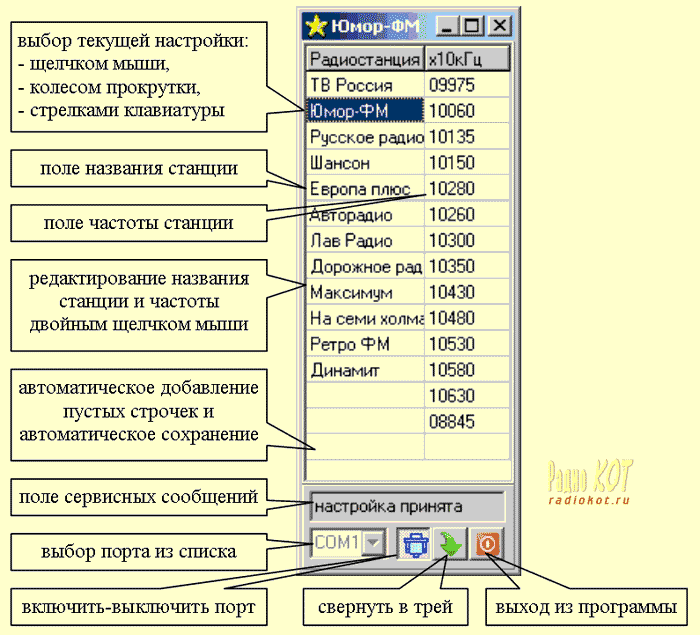 выбор текущей настройки:
- щелчком мыши,
- колесом прокрутки,
- стрелками клавиатуры
поле названия станции
поле частоты станции
редактирование названия
станции и частоты
двойным щелчком мыши
автоматическое добавление
пустых строчек и
автоматическое сохранение
поле сервисных сообщений
выбор порта из списка
включить-выключить порт
Юмор-ФМ
Радиостанция х10кГц
ТВ Россия 09975
Юмор-ФМ 10060
Русское радио 10135
Шансон 10150
Европа плюс 10280
Авторадио 10260
Лав Радио 10300
Дорожное рад 10350
Максимум 10430
На семи холма 10480
Ретро ФМ 10530
Динамит 10580
10630
08845
настройка принята
COM1
свернуть в трей
выход из программы
Радио КОТ
radiokot.ru